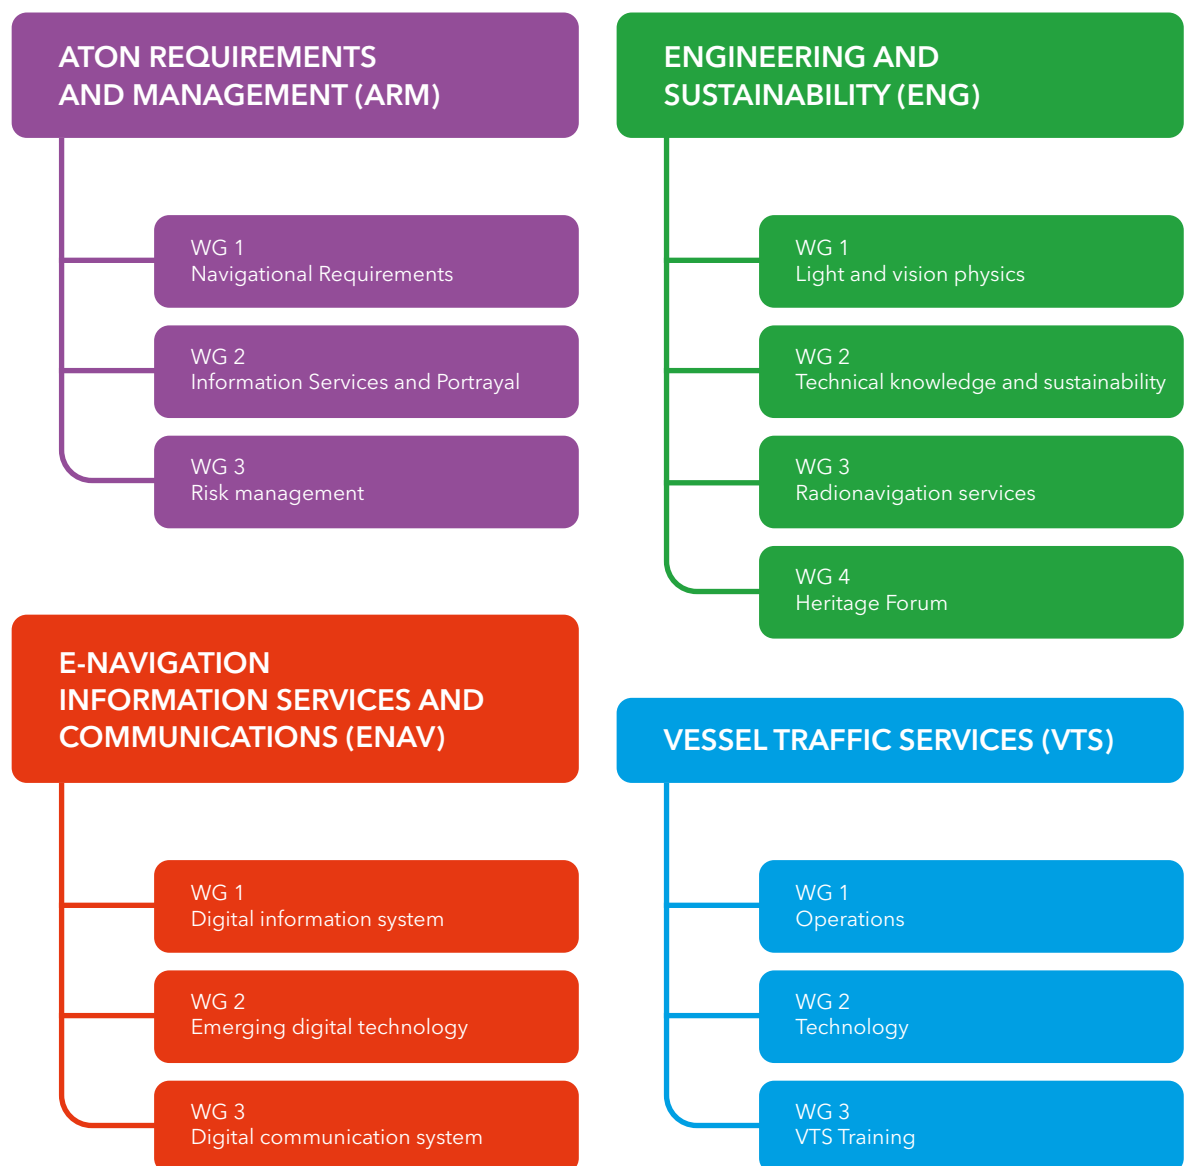 ATON REQUIREMENTS
AND MANAGEMENT (ARM)
WG 1
Navigational Requirements
WG 2
Information Services and Portrayal
WG 3
Risk management
ENGINEERING AND
SUSTAINABILITY (ENG)
WG 1
Light and vision physics
WG 2
Technical knowledge and sustainability
WG 3
Radionavigation services
WG 4
Heritage Forum
E-NAVIGATION
INFORMATION SERVICES AND
COMMUNICATIONS (ENAV)
WG 1
Digital information system
WG 2
Emerging digital technology
WG 3
Digital communication system
VESSEL TRAFFIC SERVICES (VTS)
WG 1
Operations
WG 2
Technology
WG 3
VTS Training